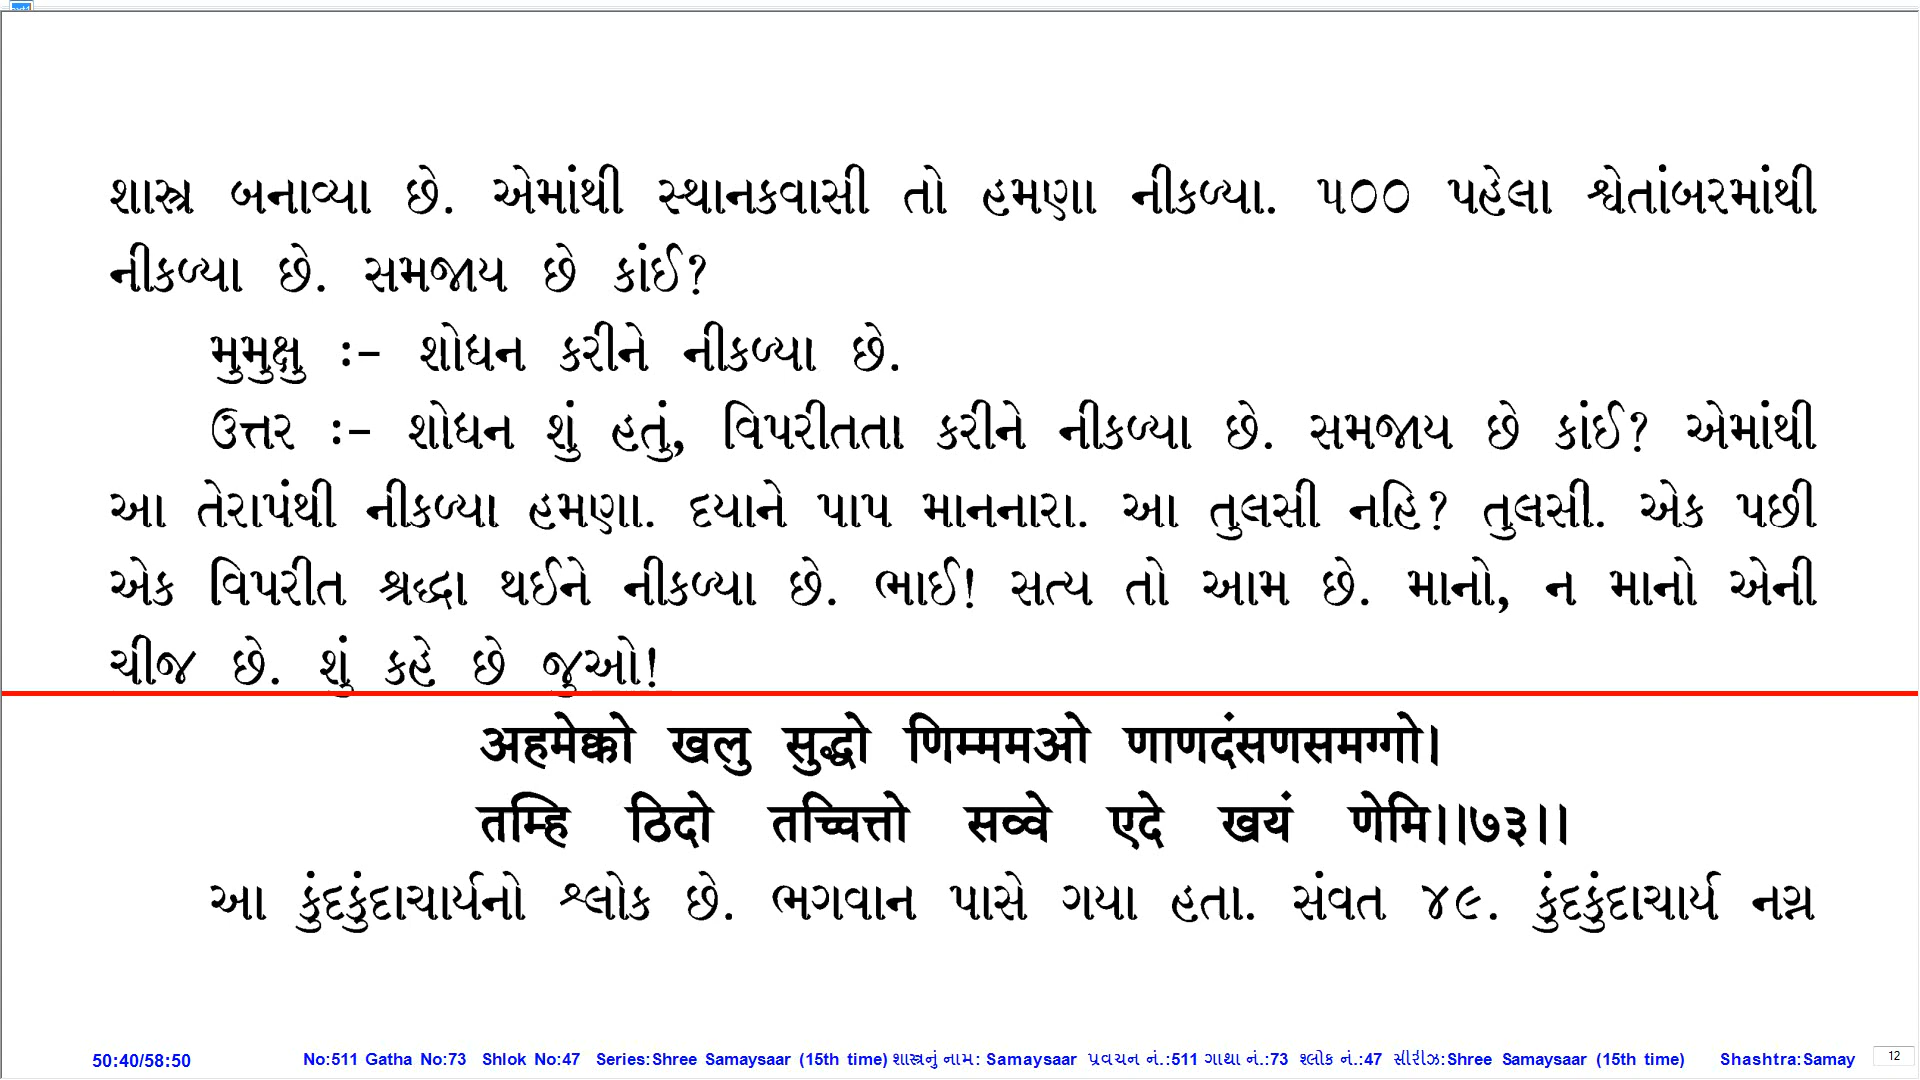 શાસ્ત્ર બનાવ્યા છે. એમાંથી સ્થાનકવાસી તો હમણા નીકળ્યા. ૫૦૦ પહેલા શ્વેતાંબરમાંથી
નીકળ્યા છે. સમજાય છે કાંઈ?
મુમુક્ષુ :– શોધન કરીને નીકળ્યા છે.
ઉત્તર :– શોધન શું હતું, વિપરીતતા કરીને નીકળ્યા છે. સમજાય છે કાંઈ? એમાંથી
આ તેરાપંથી નીકળ્યા હમણા. દયાને પાપ માનનારા. આ તુલસી નહિ? તુલસી. એક પછી
એક વિપરીત શ્રદ્ધા થઈને નીકળ્યા છે. ભાઈ! સત્ય તો આમ છે. માનો, ન માનો એની
ચીજ છે. શું કહે છે જુઓ!
अहमेक्को खलु सुद्धो णिम्ममओ णाणदंसणसमग्गो।
तम्हि ठिदो तच्चित्तो सव्वे एदे खयं णेमि।।७३।।
આ કુંદકુંદાચાર્યનો શ્લોક છે. ભગવાન પાસે ગયા હતા. સંવત ૪૯. કુંદકુંદાચાર્ય નગ્ન
50:40/58:50 No:511 Gatha No:73 Shlok No:47 Series:Shree Samaysaar (15th time) શાસ્ત્રનું નામ: Samaysaar પ્રવચન નં.:511 ગાથા નં.:73 શ્લોક નં.:47 સીરીઝ:Shree Samaysaar (15th time) Shashtra:Samay 12